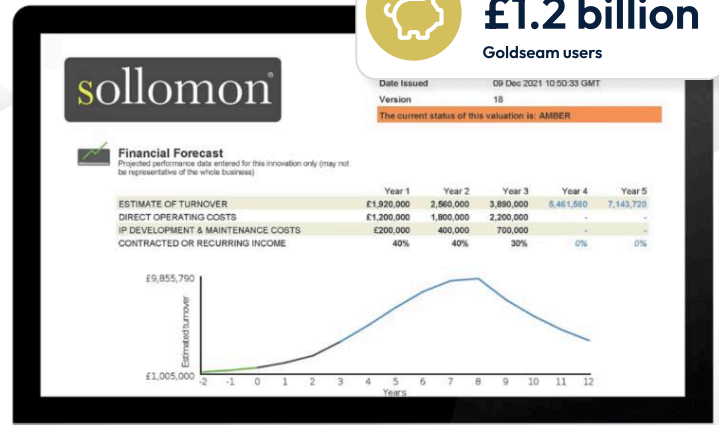 £1.2 billion
Goldseam users
sollomon®
Date Issued 09 Dec 2021 10:50:33 GMT
Version 18
The current status of this valuation is: AMBER
Financial Forecast
Projected performance data entered for this innovation only (may not
be representative of the whole business)
Year 1 Year 2 Year 3 Year 4 Year 5
ESTIMATE OF TURNOVER £1,920,000 2,560,000 3,890,000 5,461,560 7,143,720
DIRECT OPERATING COSTS £1,200,000 1,800,000 2,200,000 - -
IP DEVELOPMENT & MAINTENANCE COSTS £200,000 400,000 700,000 - -
CONTRACTED OR RECURRING INCOME 40% 40% 30% 0% 0%
£9,855,790
Estimated turnover
£1,005,000
-2 -1 0 1 2 3 4 5 6 7 8 9 10 11 12
Years